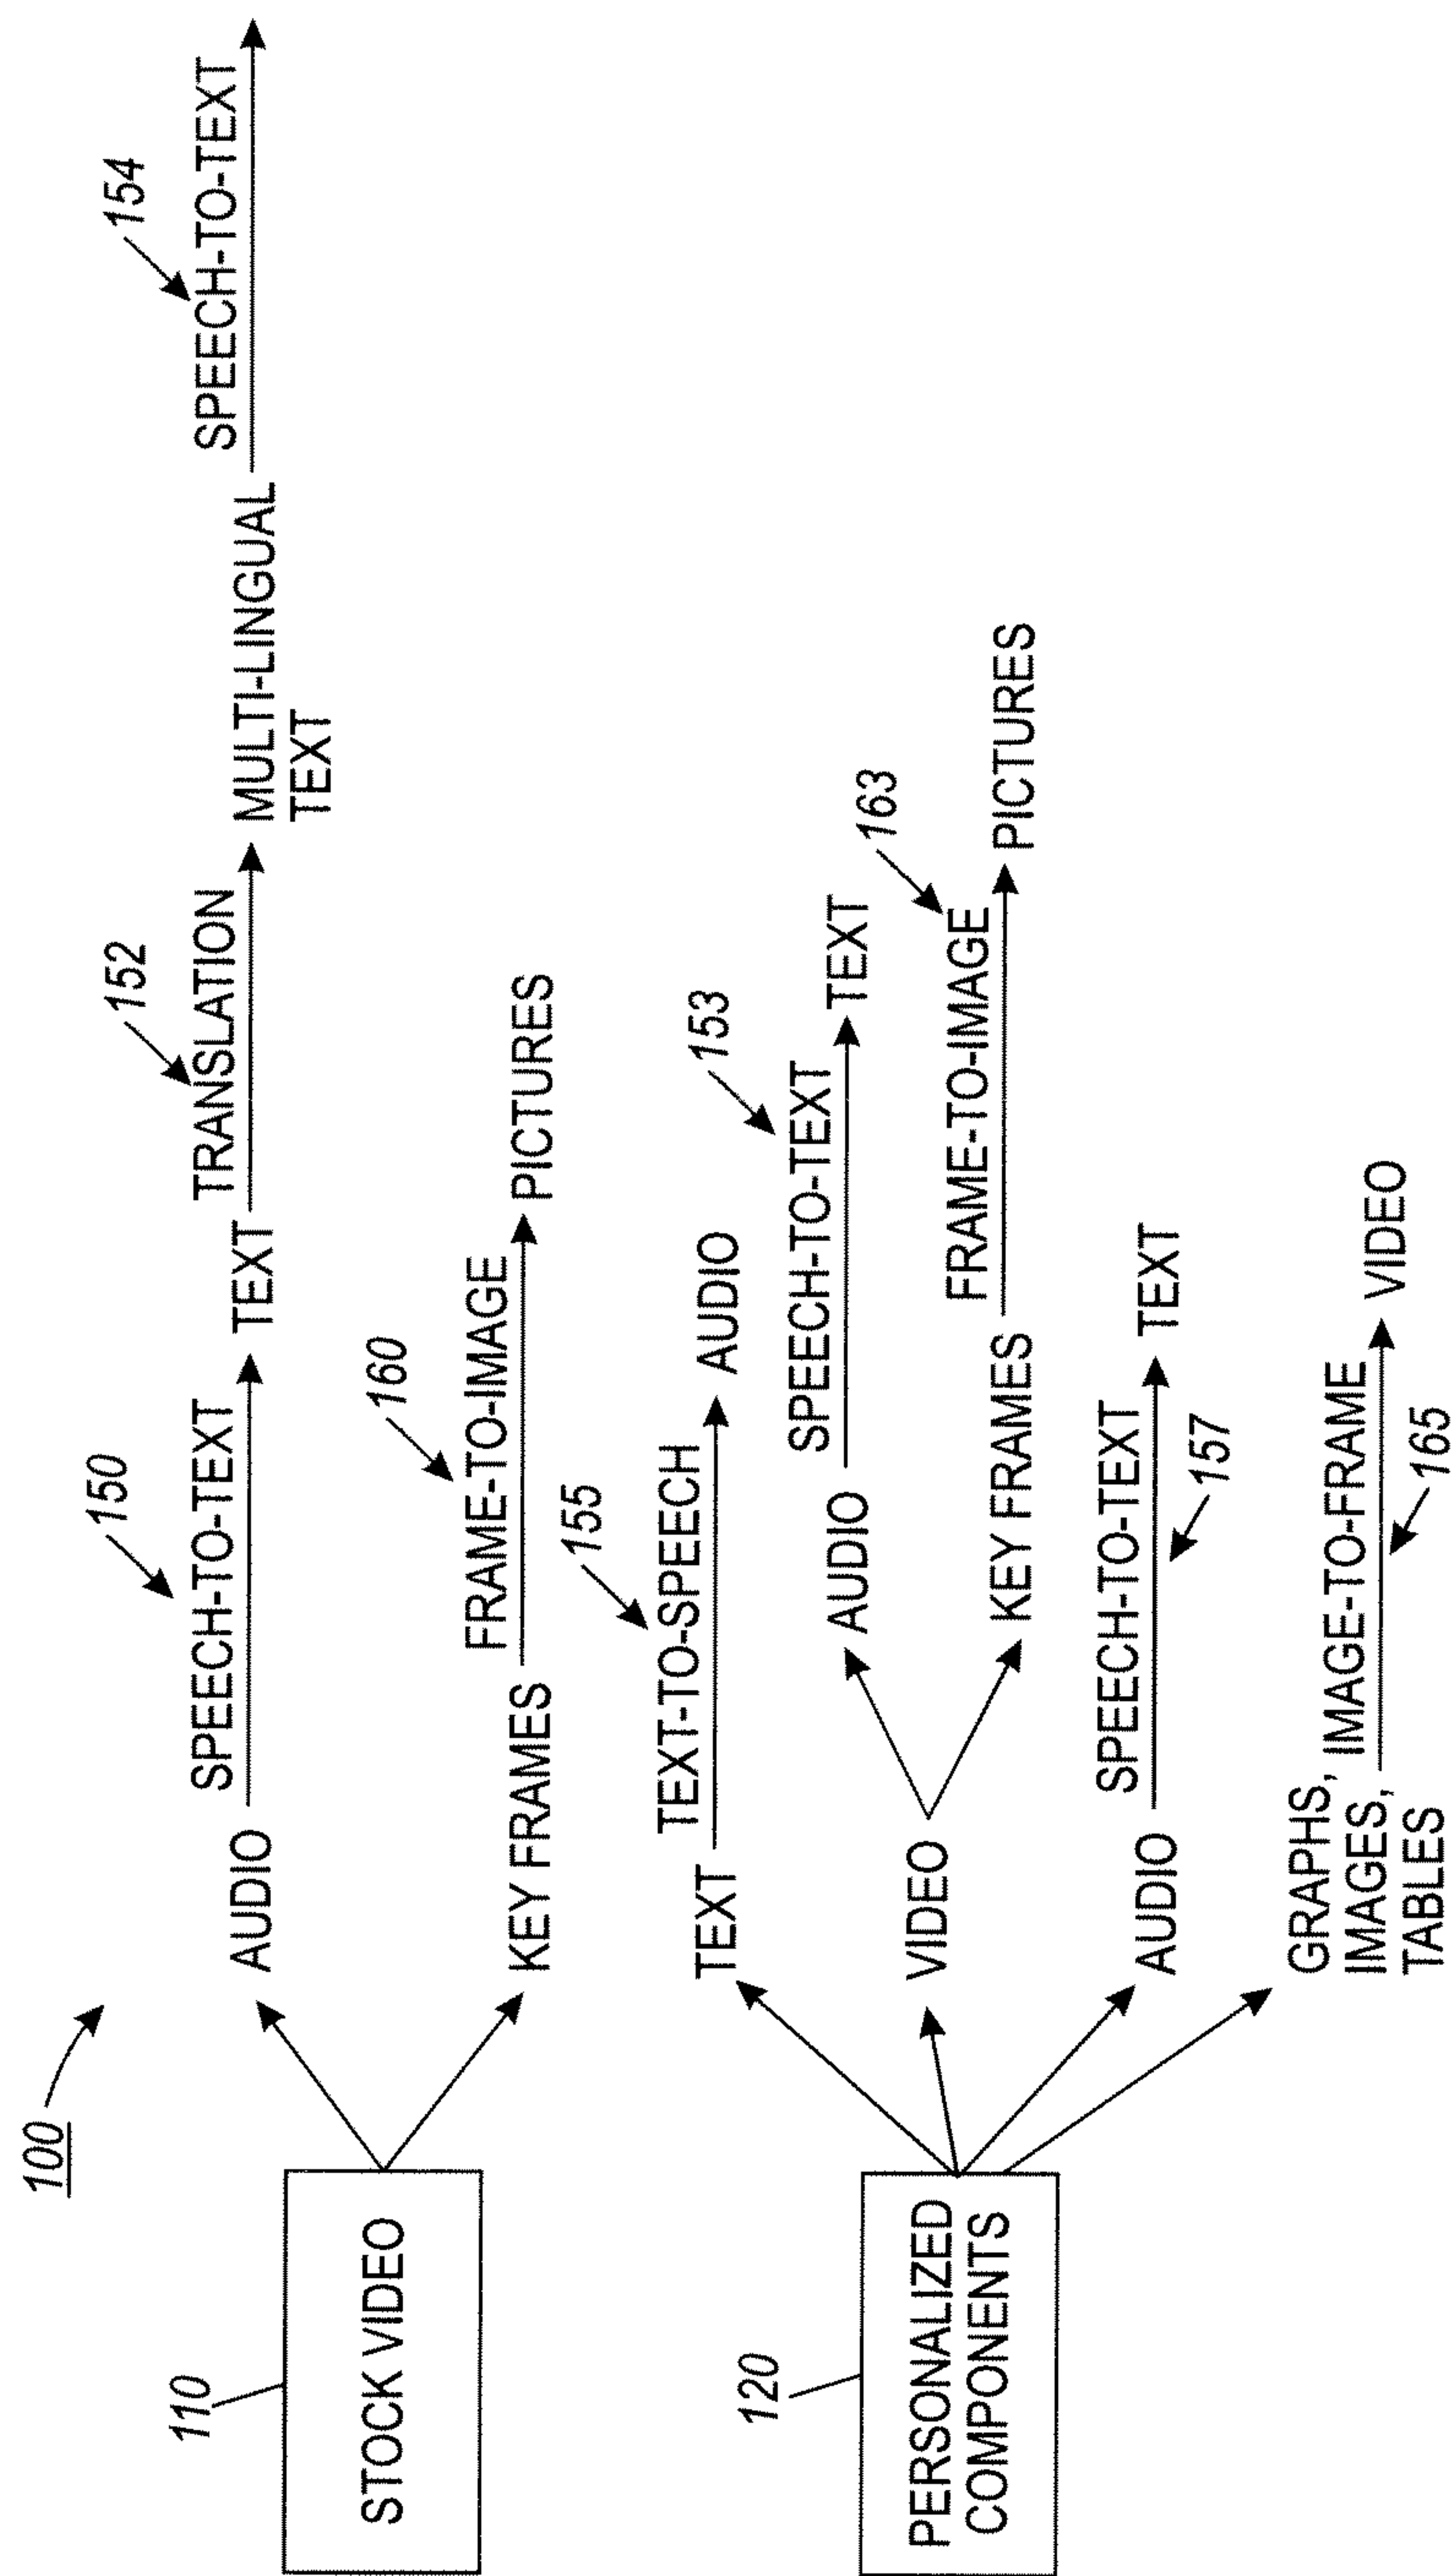 100
110
STOCK VIDEO
AUDIO
150
SPEECH-TO-TEXT
TEXT
152
TRANSLATION
MULTI-LINGUAL
TEXT
154
SPEECH-TO-TEXT
KEY FRAMES
160
FRAME-TO-IMAGE
PICTURES
120
PERSONALIZED
COMPONENTS
TEXT
155
TEXT-TO-SPEECH
AUDIO
VIDEO
AUDIO
153
SPEECH-TO-TEXT
TEXT
KEY FRAMES
163
FRAME-TO-IMAGE
PICTURES
AUDIO
SPEECH-TO-TEXT
157
TEXT
GRAPHS,
IMAGES,
TABLES
IMAGE-TO-FRAME
165
VIDEO